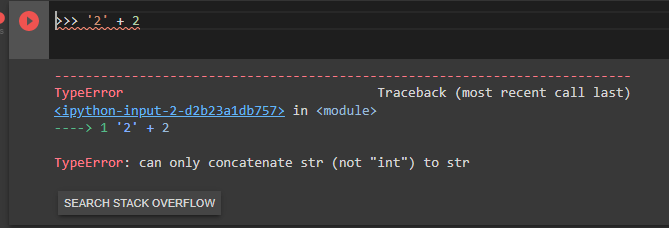 >>> '2' + 2
---------------------------------------------------------------------------
TypeError                                 Traceback (most recent call last)
<ipython-input-2-d2b23a1db757> in <module>
----> 1 '2' + 2
TypeError: can only concatenate str (not "int") to str
SEARCH STACK OVERFLOW